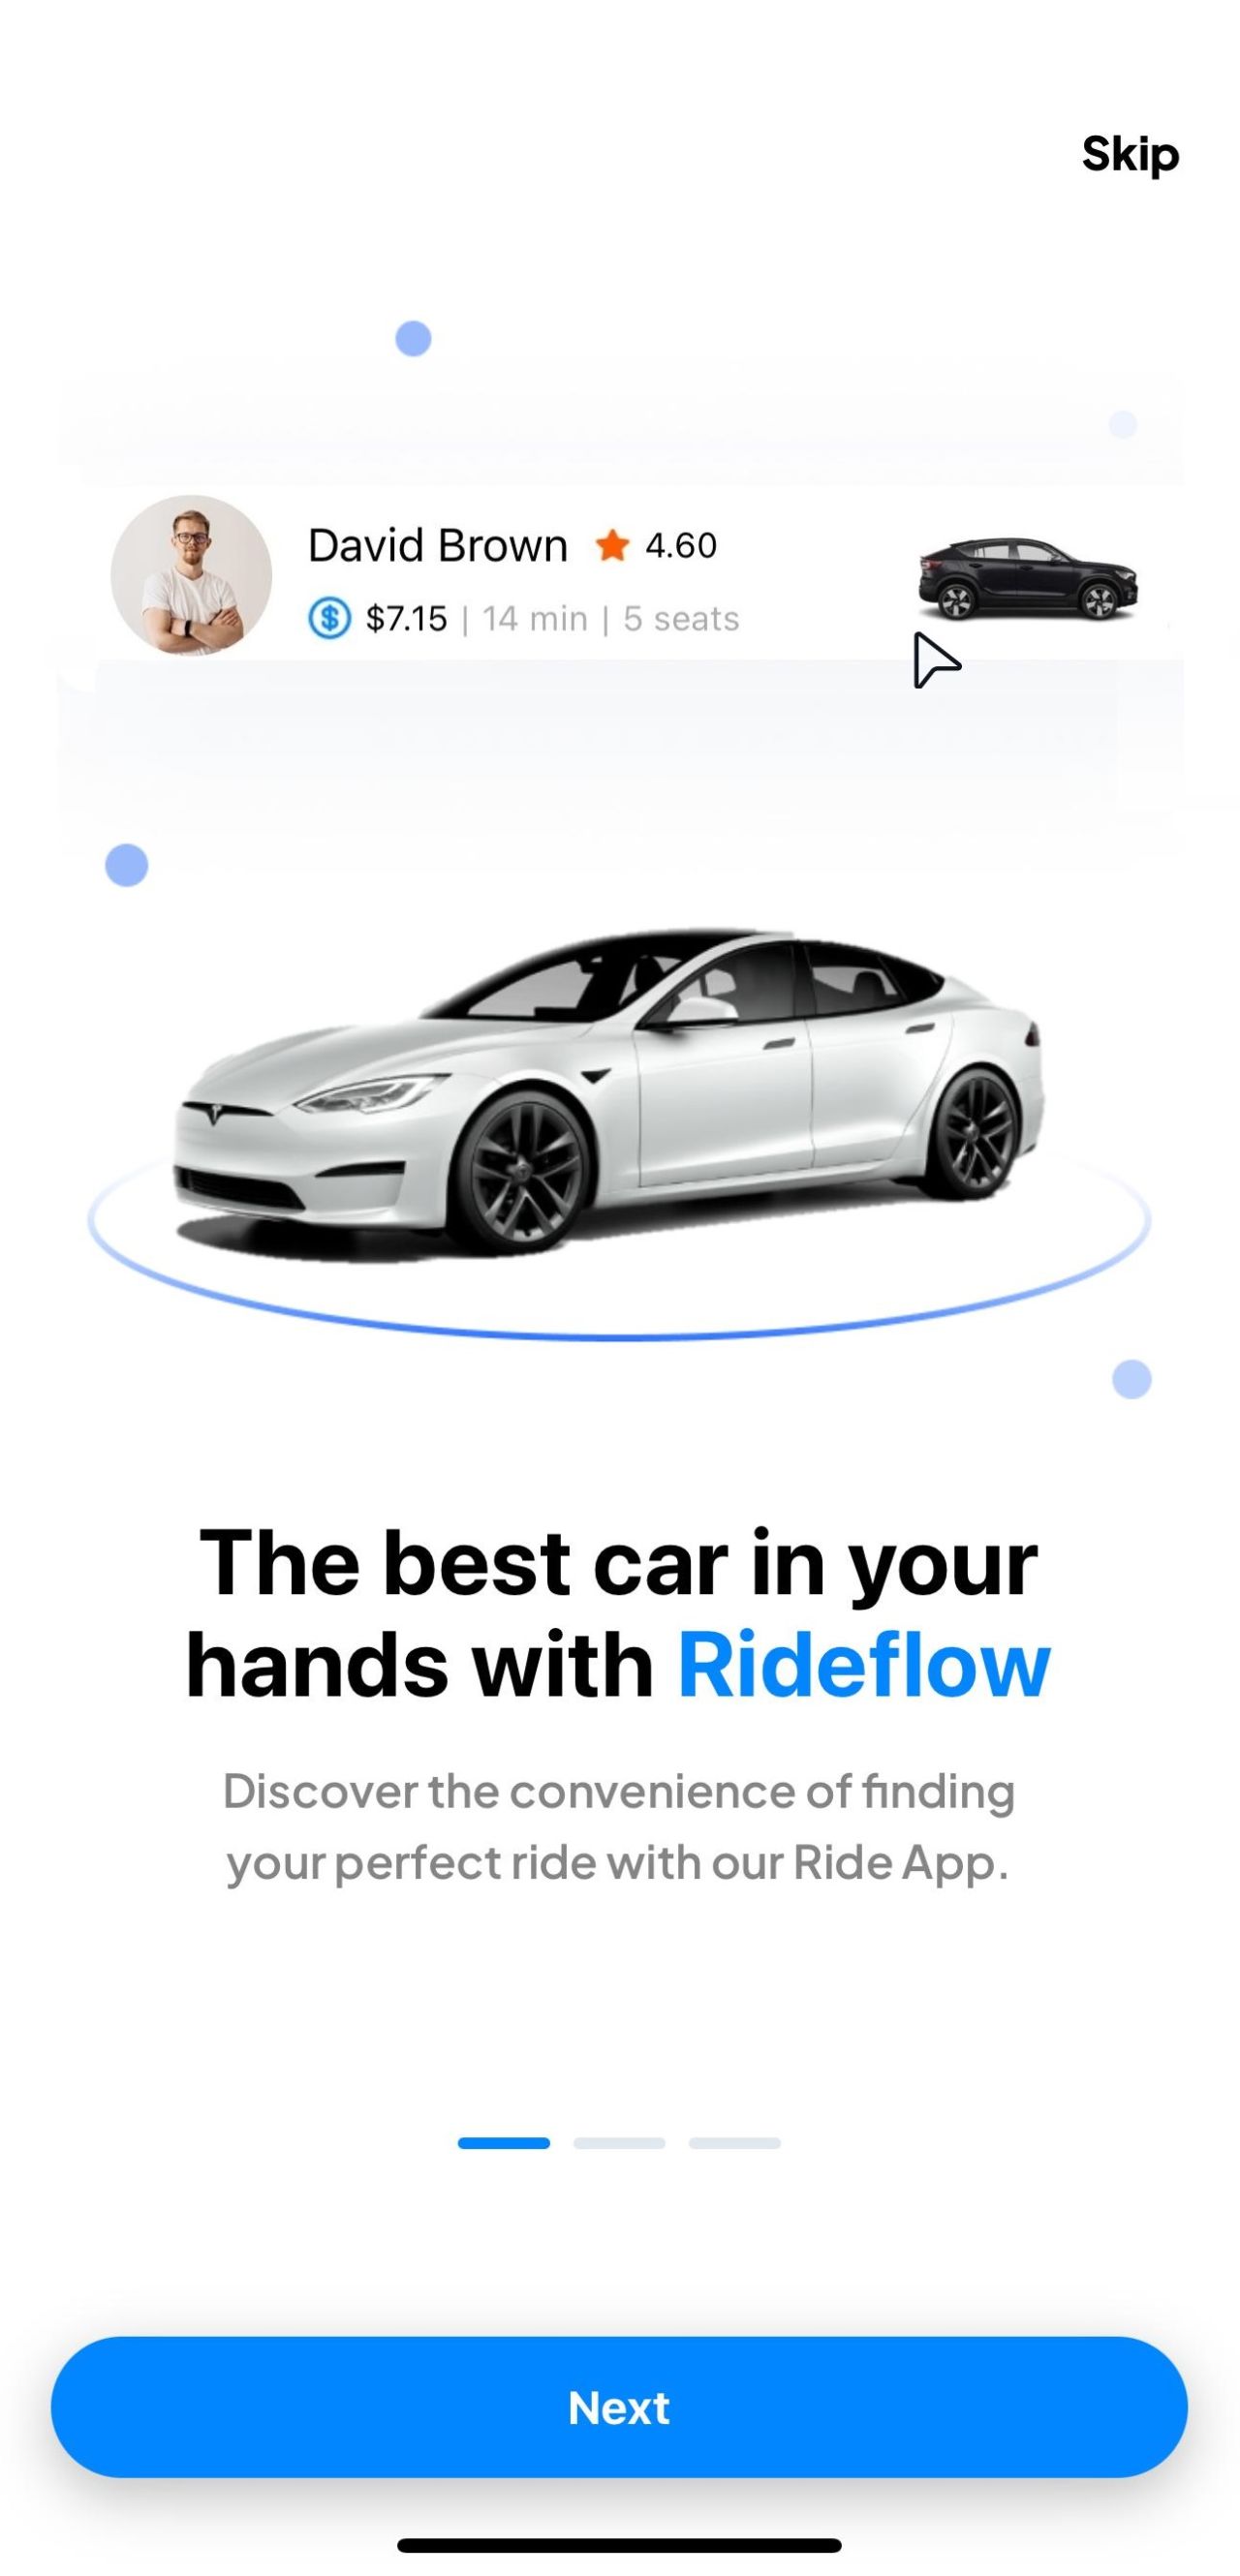 Skip
David Brown 4.60
$7.15 | 14 min | 5 seats
The best car in your
hands with Rideflow
Discover the convenience of finding
your perfect ride with our Ride App.
Next